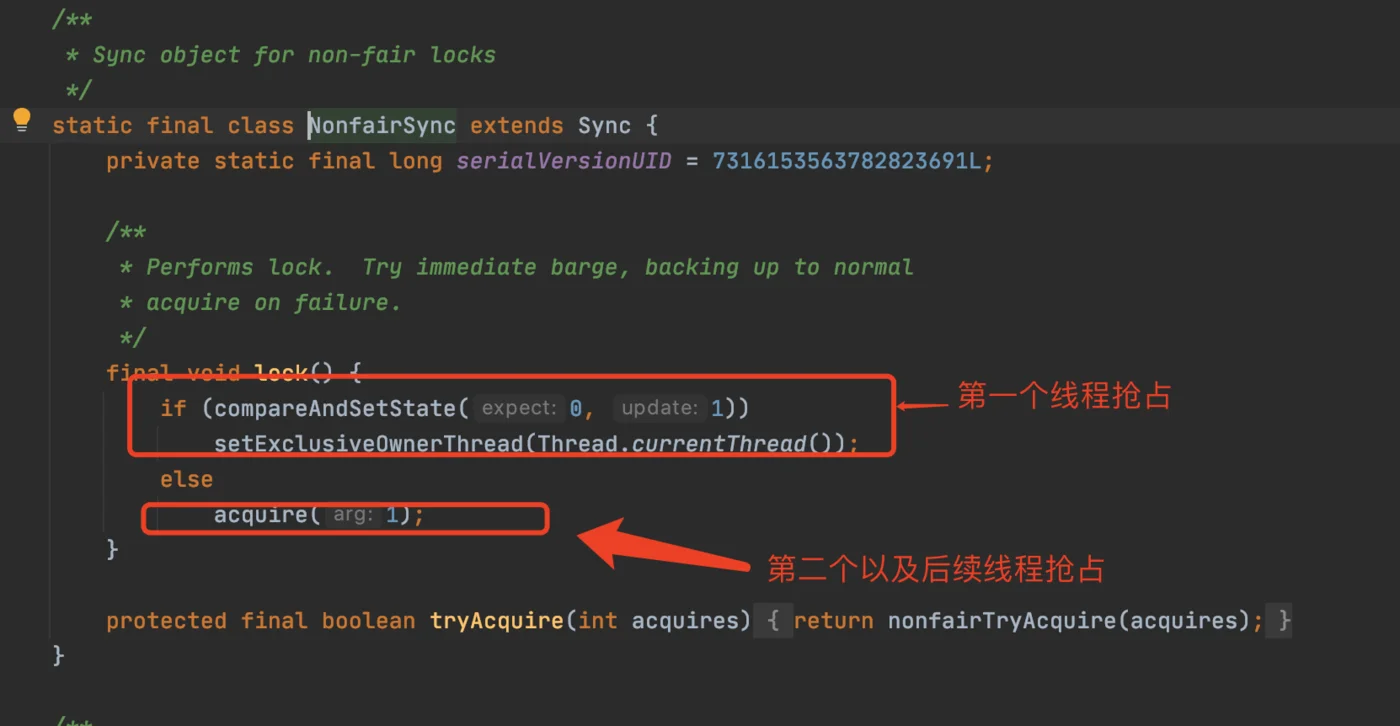 /**
* Sync object for non-fair locks
*/
static final class NonfairSync extends Sync {
private static final long serialVersionUID = 7316153563782823691L;
/**
* Performs lock.  Try immediate barge, backing up to normal
* acquire on failure.
*/
final void lock() {
if (compareAndSetState( expect: 0, update: 1))
第一个线程抢占
setExclusiveOwnerThread(Thread.currentThread());
else
acquire( arg: 1);
}
第二个以及后续线程抢占
protected final boolean tryAcquire(int acquires) { return nonfairTryAcquire(acquires); }
}
/**